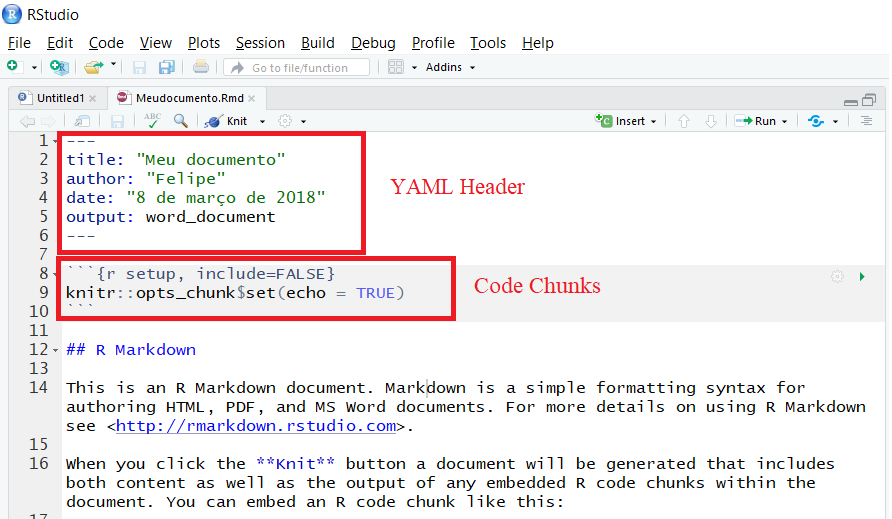 RStudio
File Edit Code View Plots Session Build Debug Profile Tools Help
Go to file/function Addins
Untitled1 Meudocumento.Rmd
ABC Knit Insert Run
1 ---
2 title: "Meu documento"
3 author: "Felipe"
4 date: "8 de março de 2018"
5 output: word_document
6 ---
YAML Header
7
8 ```{r setup, include=FALSE}
9 knitr::opts_chunk$set(echo = TRUE)
10 ```
Code Chunks
11
12 ## R Markdown
13
14 This is an R Markdown document. Markdown is a simple formatting syntax for
authoring HTML, PDF, and MS Word documents. For more details on using R Markdown
see <http://rmarkdown.rstudio.com>.
15
16 When you click the **Knit** button a document will be generated that includes
both content as well as the output of any embedded R code chunks within the
document. You can embed an R code chunk like this:
17